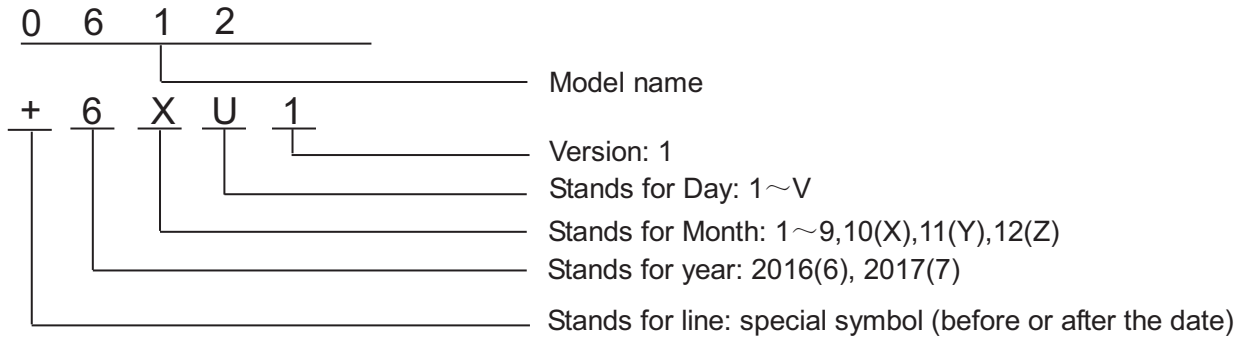 0 6 1 2
Model name
+ 6 X U 1
Version: 1
Stands for Day: 1～V
Stands for Month: 1～9,10(X),11(Y),12(Z)
Stands for year: 2016(6), 2017(7)
Stands for line: special symbol (before or after the date)